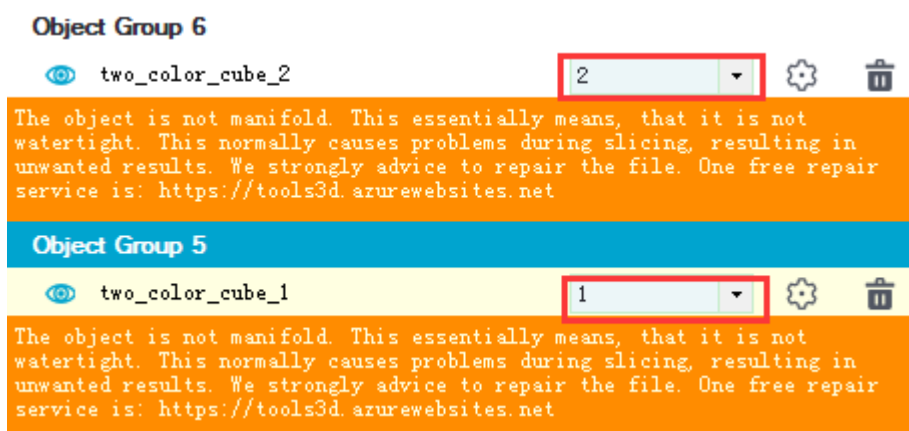 Object Group 6
two_color_cube_2 2
The object is not manifold. This essentially means, that it is not
watertight. This normally causes problems during slicing, resulting in
unwanted results. We strongly advice to repair the file. One free repair
service is: https://tools3d.azurewebsites.net
Object Group 5
two_color_cube_1 1
The object is not manifold. This essentially means, that it is not
watertight. This normally causes problems during slicing, resulting in
unwanted results. We strongly advice to repair the file. One free repair
service is: https://tools3d.azurewebsites.net